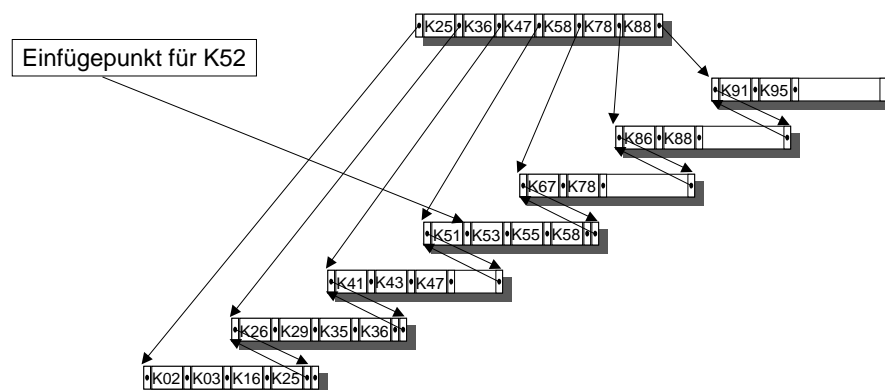 K25 K36 K47 K58 K78 K88
Einfügepunkt für K52
K91 K95
K86 K88
K67 K78
K51 K53 K55 K58
K41 K43 K47
K26 K29 K35 K36
K02 K03 K16 K25